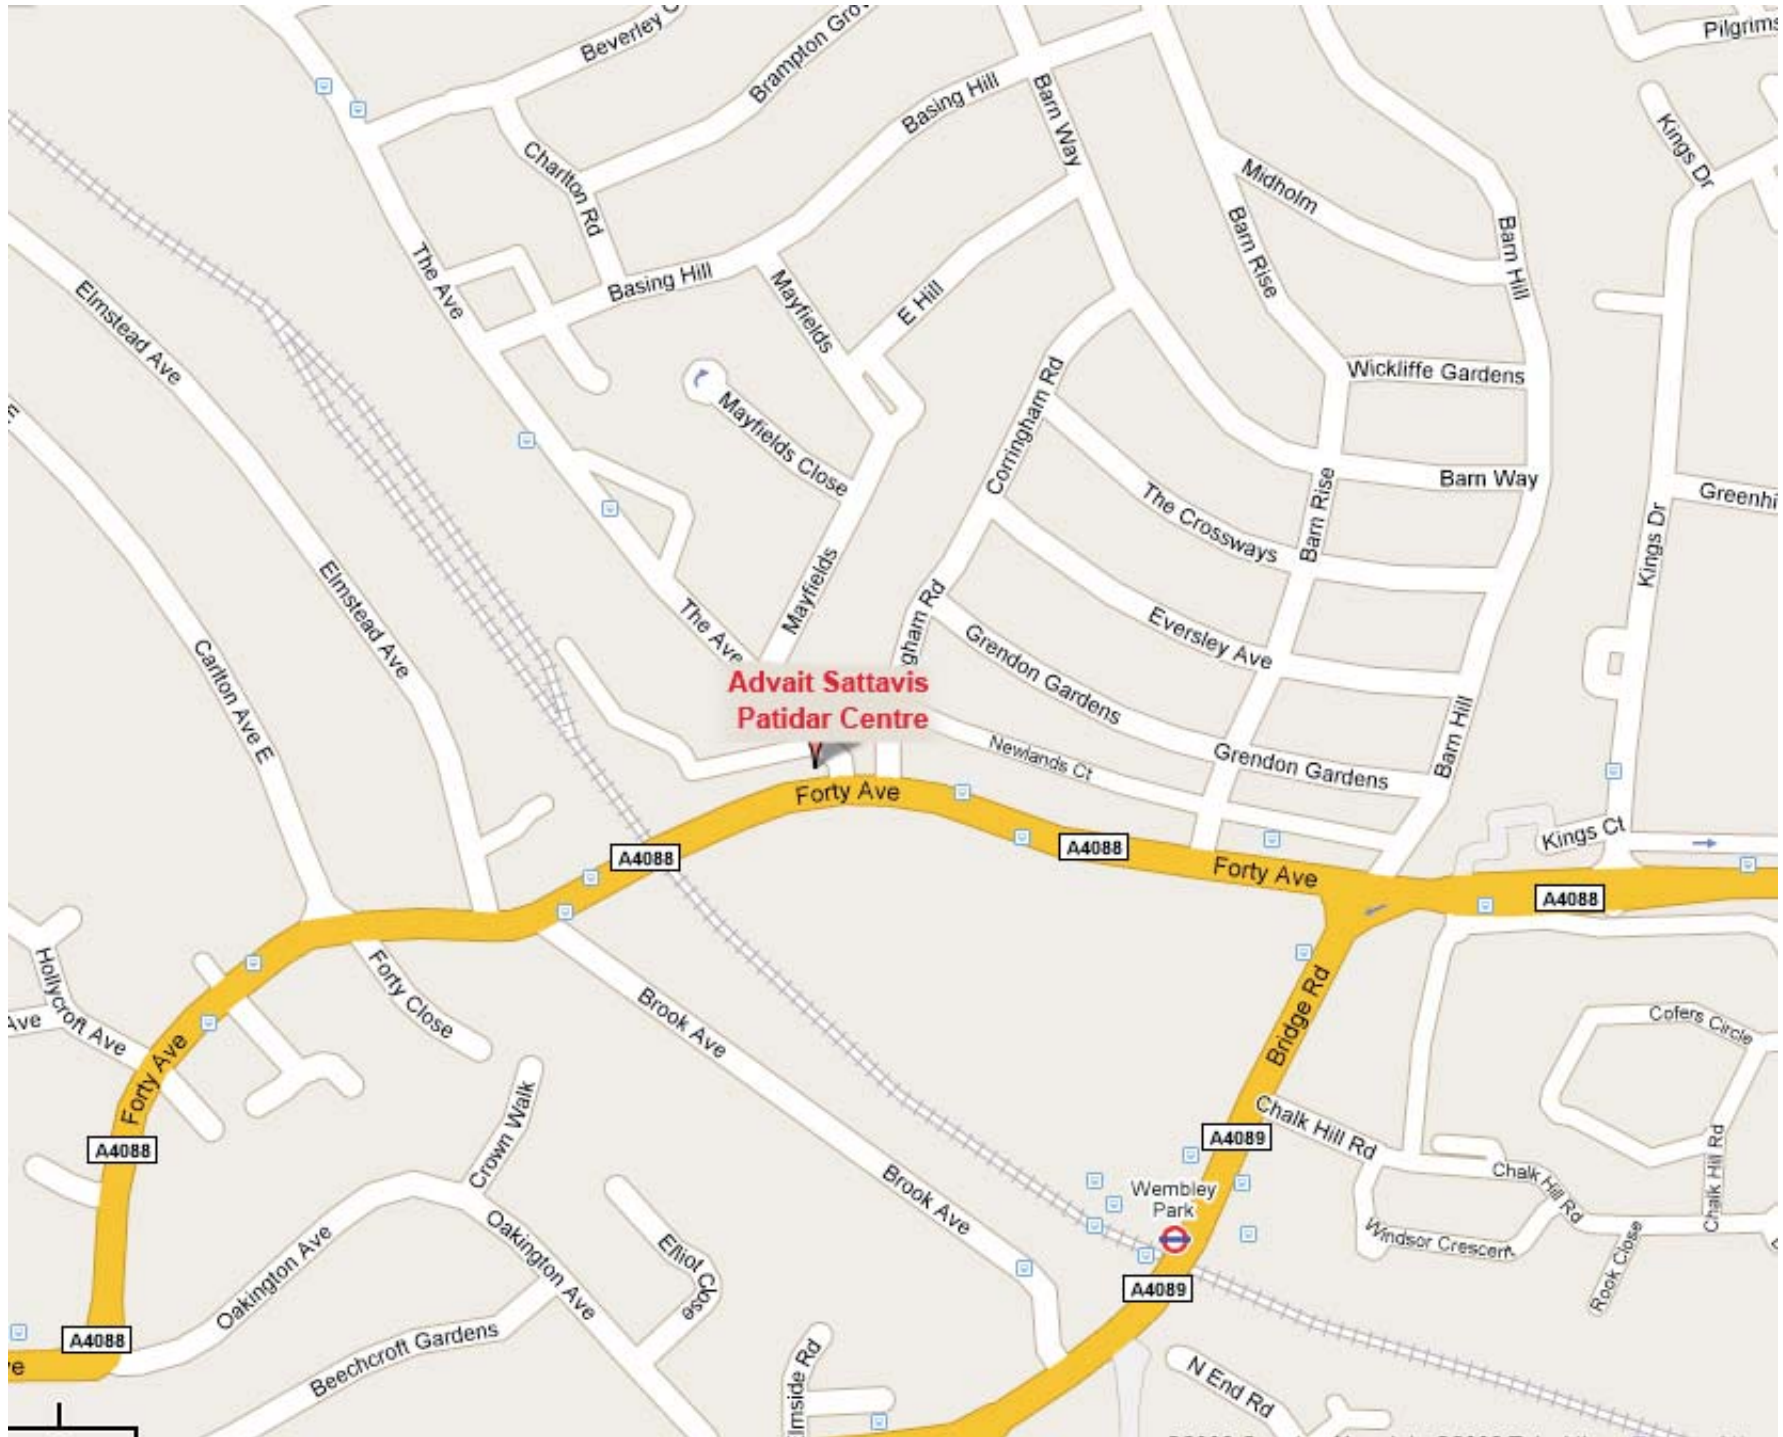 Beverley C
Brampton Gro
Pilgrims
Basing Hill
Barn Way
Kings Dr
Charlton Rd
Midholm
Barn Rise
Barn Hill
The Ave
Basing Hill
Mayfields
E Hill
Elmstead Ave
Wickliffe Gardens
E
Mayfields Close
Corringham Rd
Barn Way
The Crossways
Barn Rise
Greenhi
Kings Dr
Elmstead Ave
Mayfields
The Ave
gham Rd
Eversley Ave
Grendon Gardens
Carlton Ave E
Advait Sattavis
Patidar Centre
Newlands Ct
Grendon Gardens
Barn Hill
Forty Ave
Kings Ct
A4088
A4088
Forty Ave
A4088
Hollycroft Ave
Ave
Forty Close
Brook Ave
Bridge Rd
Cofers Circle
Forty Ave
A4088
Crown Walk
Chalk Hill Rd
A4089
Chalk Hill Rd
Chalk Hill Rd
Brook Ave
Wembley
Park
Windsor Crescent
Rook Close
Oakington Ave
Oakington Ave
Elliot Close
A4089
A4088
ve
Beechcroft Gardens
lmside Rd
N End Rd